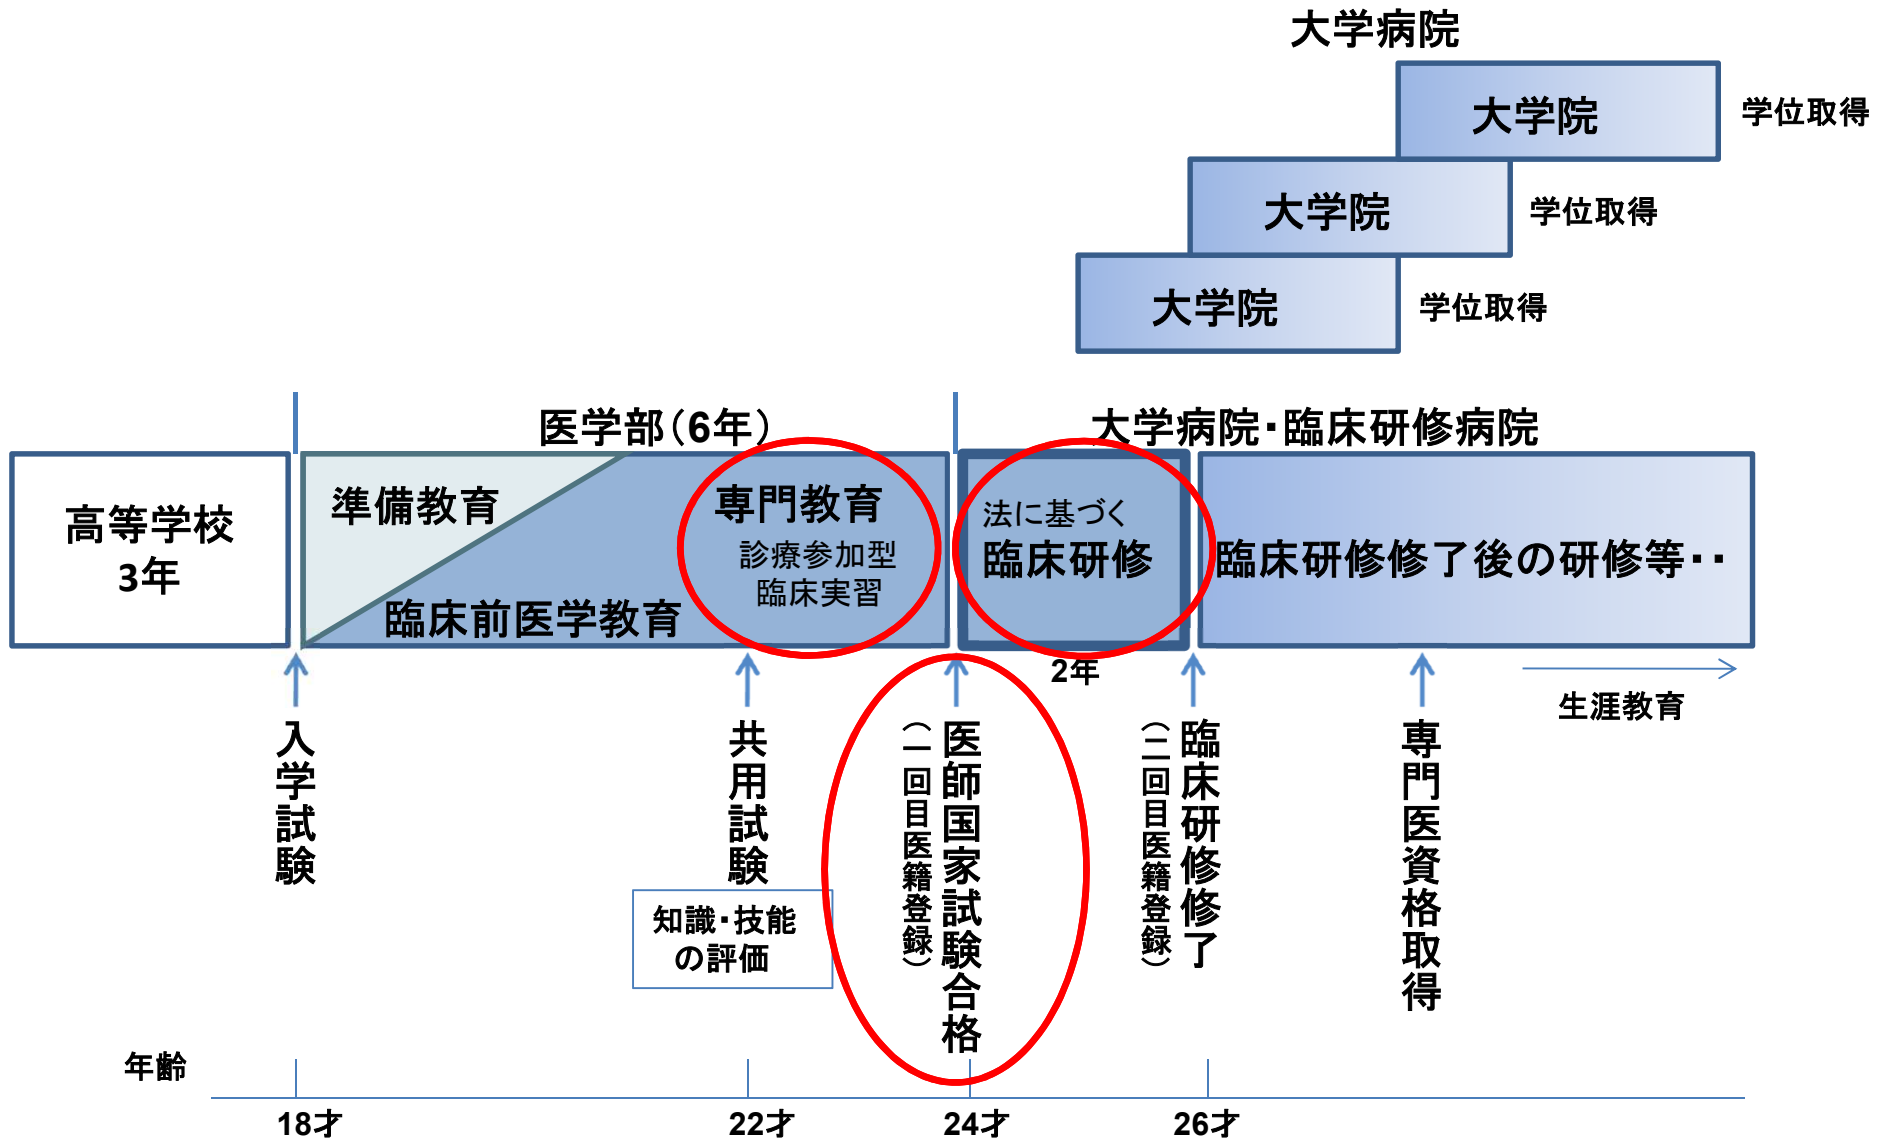 大学病院
大学院
学位取得
大学院
学位取得
大学院
学位取得
医学部（6年）
大学病院・臨床研修病院
高等学校
3年
準備教育
臨床前医学教育
専門教育
診療参加型
臨床実習
法に基づく
臨床研修
臨床研修修了後の研修等・・
2年
生涯教育
入学試験
共用試験
知識・技能
の評価
医師国家試験合格
（一回目医籍登録）
臨床研修修了
（二回目医籍登録）
専門医資格取得
年齢
18才
22才
24才
26才